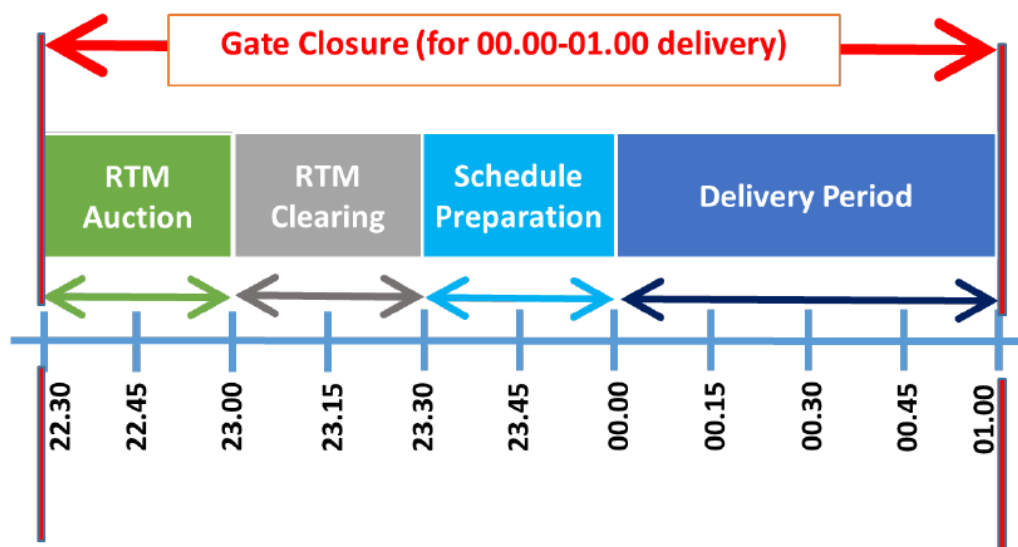 Gate Closure (for 00.00-01.00 delivery)
RTM
Auction
RTM
Clearing
Schedule
Preparation
Delivery Period
22.30
22.45
23.00
23.15
23.30
23.45
00.00
00.15
00.30
00.45
01.00